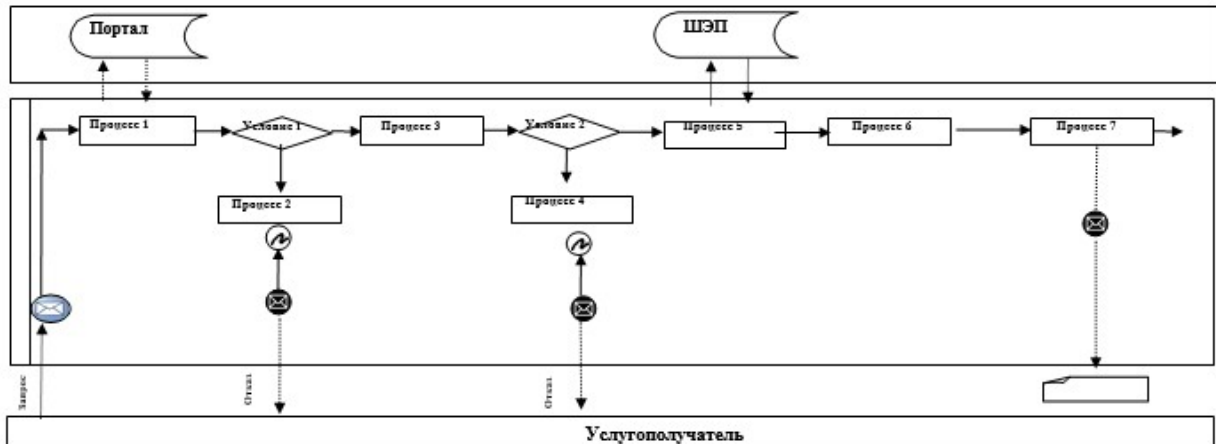 Портал
ШЭП
Процесс 1
Условие 1
Процесс 3
Условие 2
Процесс 5
Процесс 6
Процесс 7
Процесс 2
Процесс 4
Запрос
Отказ
Отказ
Услугополучатель